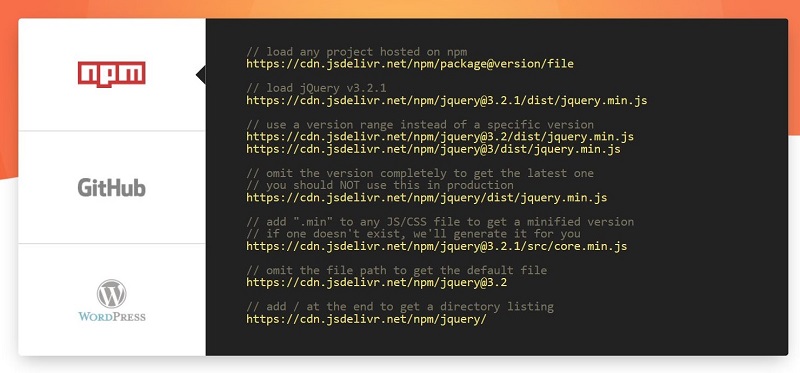 npm
GitHub
WORDPRESS
// load any project hosted on npm
https://cdn.jsdelivr.net/npm/package@version/file
// load jQuery v3.2.1
https://cdn.jsdelivr.net/npm/jquery@3.2.1/dist/jquery.min.js
// use a version range instead of a specific version
https://cdn.jsdelivr.net/npm/jquery@3.2/dist/jquery.min.js
https://cdn.jsdelivr.net/npm/jquery@3/dist/jquery.min.js
// omit the version completely to get the latest one
// you should NOT use this in production
https://cdn.jsdelivr.net/npm/jquery/dist/jquery.min.js
// add ".min" to any JS/CSS file to get a minified version
// if one doesn't exist, we'll generate it for you
https://cdn.jsdelivr.net/npm/jquery@3.2.1/src/core.min.js
// omit the file path to get the default file
https://cdn.jsdelivr.net/npm/jquery@3.2
// add / at the end to get a directory listing
https://cdn.jsdelivr.net/npm/jquery/